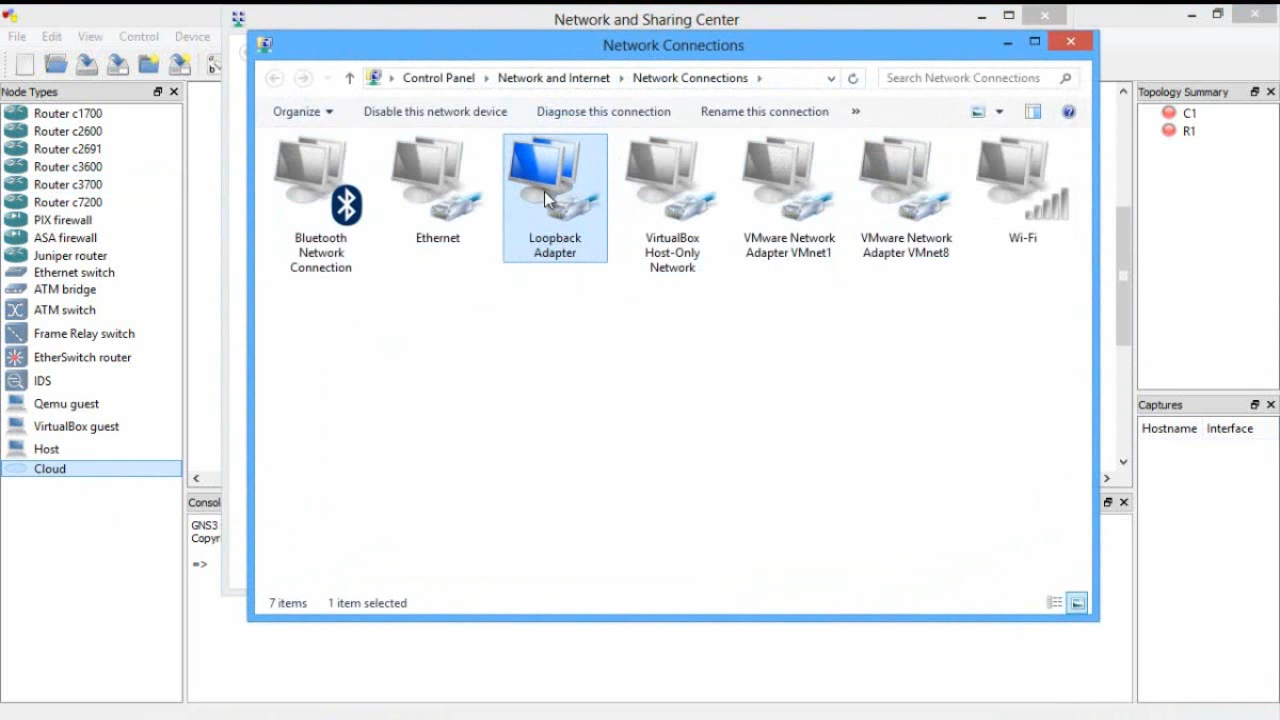 Network and Sharing Center
File Edit View Control Device
Network Connections
Control Panel Network and Internet Network Connections
Search Network Connections
Organize Disable this network device Diagnose this connection Rename this connection »
Node Types
Router c1700
Router c2600
Router c2691
Router c3600
Router c3700
Router c7200
PIX firewall
ASA firewall
Juniper router
Ethernet switch
ATM bridge
ATM switch
Frame Relay switch
EtherSwitch router
IDS
Qemu guest
VirtualBox guest
Host
Cloud
Bluetooth
Network
Connection
Ethernet
Loopback
Adapter
VirtualBox
Host-Only
Network
VMware Network
Adapter VMnet1
VMware Network
Adapter VMnet8
Wi-Fi
7 items 1 item selected
Topology Summary
C1
R1
Captures
Hostname Interface
Consol
GNS3
Copyr
=>